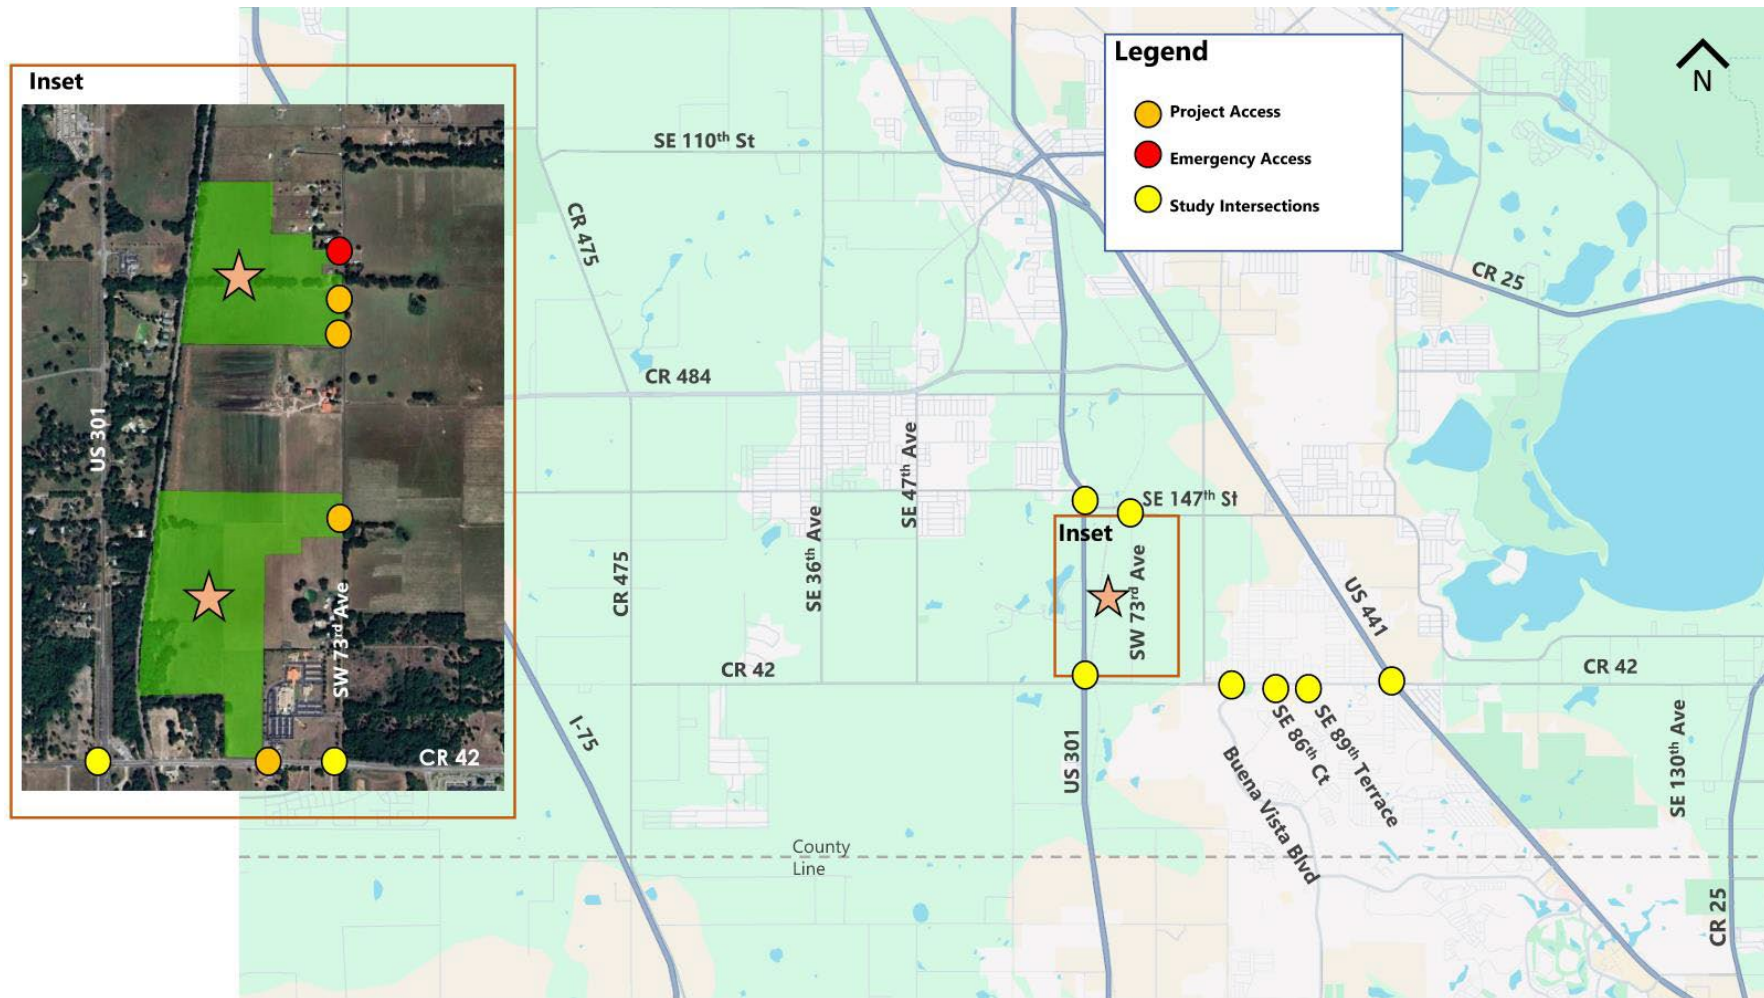 Inset
US 301
SW 73rd Ave
CR 42
Legend
Project Access
Emergency Access
Study Intersections
N
SE 110th St
CR 475
CR 25
CR 484
SE 47th Ave
SE 36th Ave
CR 475
SE 147th St
Inset
SW 73rd Ave
US 441
CR 42
CR 42
I-75
US 301
Buena Vista Blvd
SE 86th Ct
SE 89th Terrace
SE 130th Ave
County
Line
CR 25